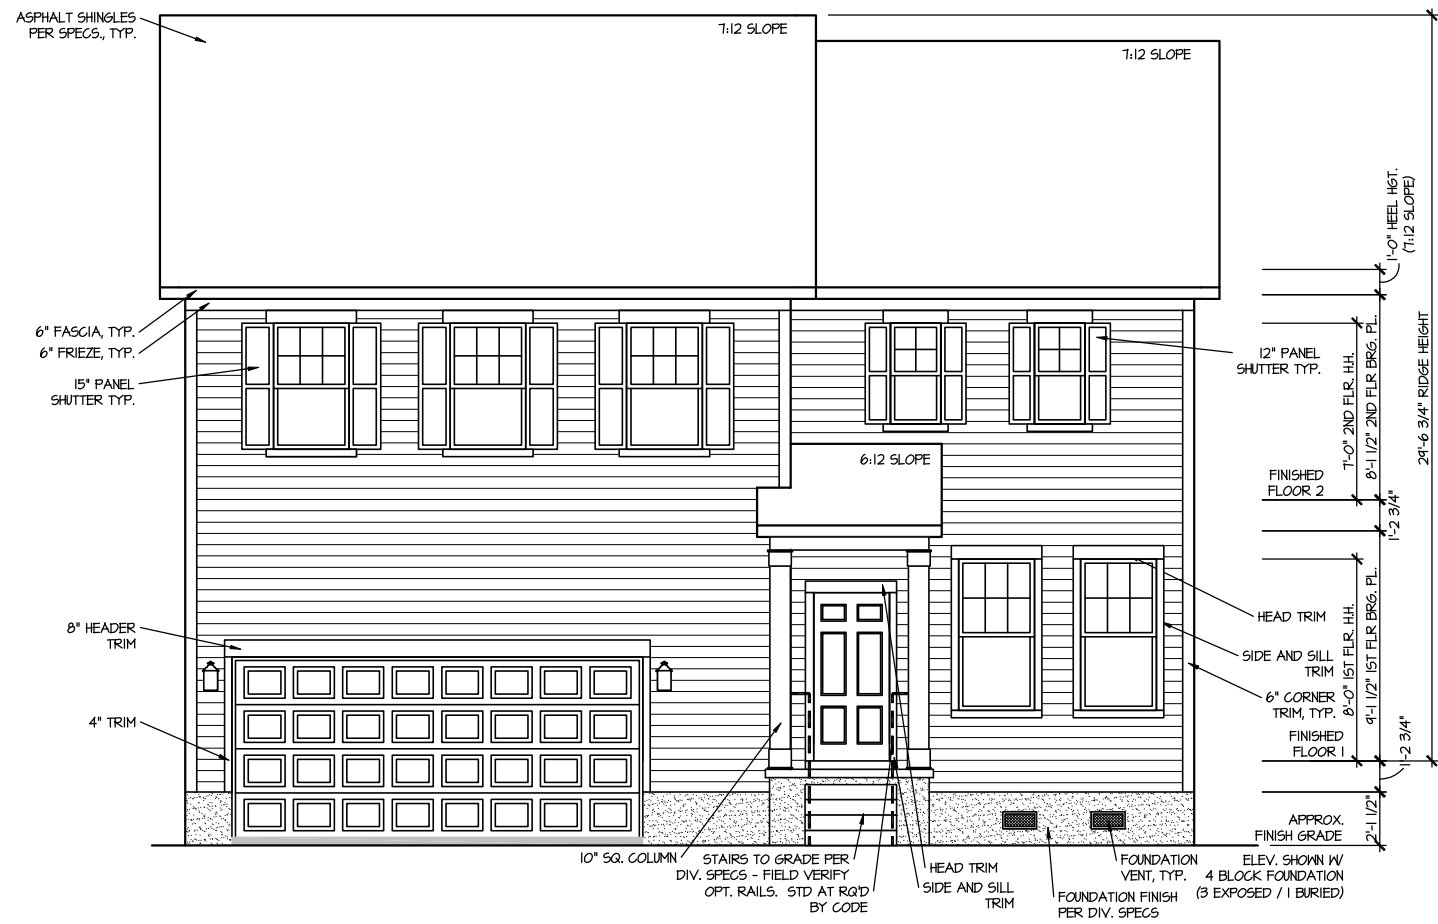 ASPHALT SHINGLES
PER SPECS., TYP.
7:12 SLOPE
7:12 SLOPE
1'-0" HEEL HGT.
(7:12 SLOPE)
6" FASCIA, TYP.
6" FRIEZE, TYP.
15" PANEL
SHUTTER TYP.
12" PANEL
SHUTTER TYP.
7'-0" 2ND FLR. H.H.
8'-1 1/2" 2ND FLR BRG. PL.
29'-6 3/4" RIDGE HEIGHT
6:12 SLOPE
FINISHED
FLOOR 2
1'-2 3/4"
8" HEADER
TRIM
HEAD TRIM
SIDE AND SILL
TRIM
6" CORNER
TRIM, TYP.
8'-0" 1ST FLR. H.H.
9'-1 1/2" 1ST FLR BRG. PL.
4" TRIM
FINISHED
FLOOR 1
1'-2 3/4"
2'-1 1/2"
APPROX.
FINISH GRADE
10" SQ. COLUMN
STAIRS TO GRADE PER
DIV. SPECS - FIELD VERIFY
OPT. RAILS. STD AT RQ'D
BY CODE
HEAD TRIM
SIDE AND SILL
TRIM
FOUNDATION
VENT, TYP.
FOUNDATION FINISH
PER DIV. SPECS
ELEV. SHOWN W/
4 BLOCK FOUNDATION
(3 EXPOSED / 1 BURIED)